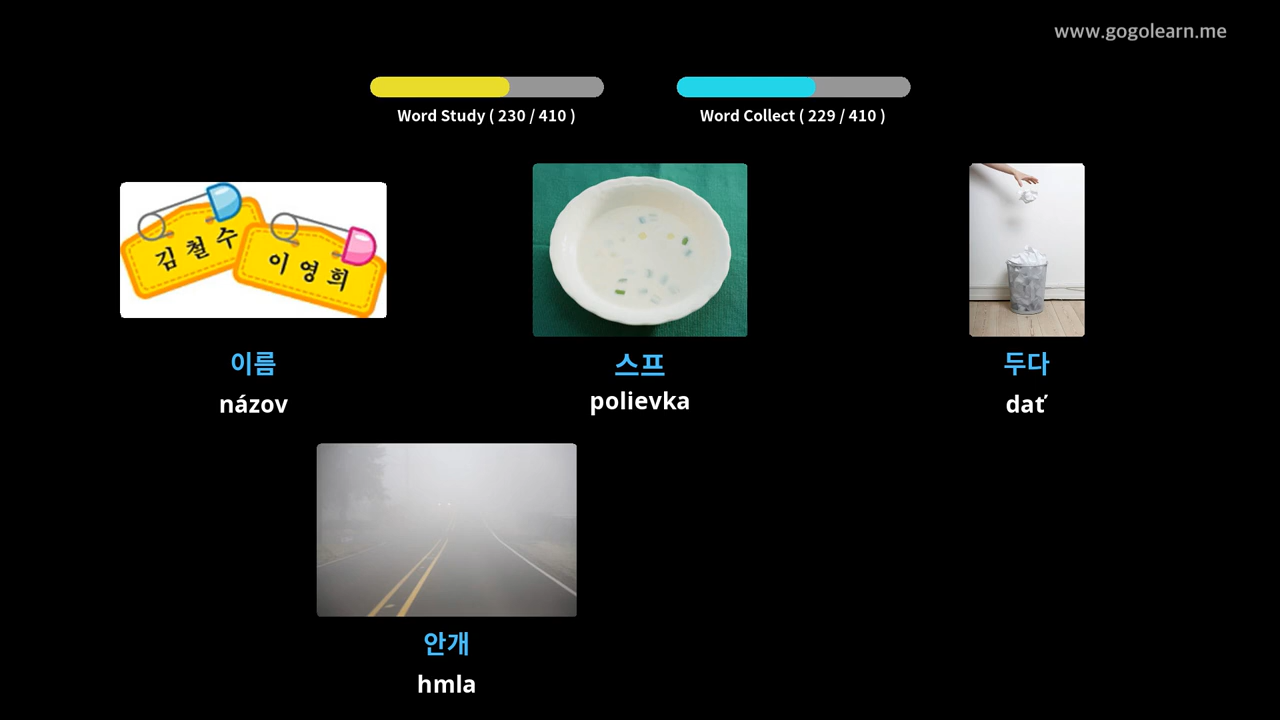 www.gogolearn.me
Word Study ( 230 / 410 )
Word Collect ( 229 / 410 )
김철수
이영희
이름
názov
스프
polievka
두다
dať
안개
hmla